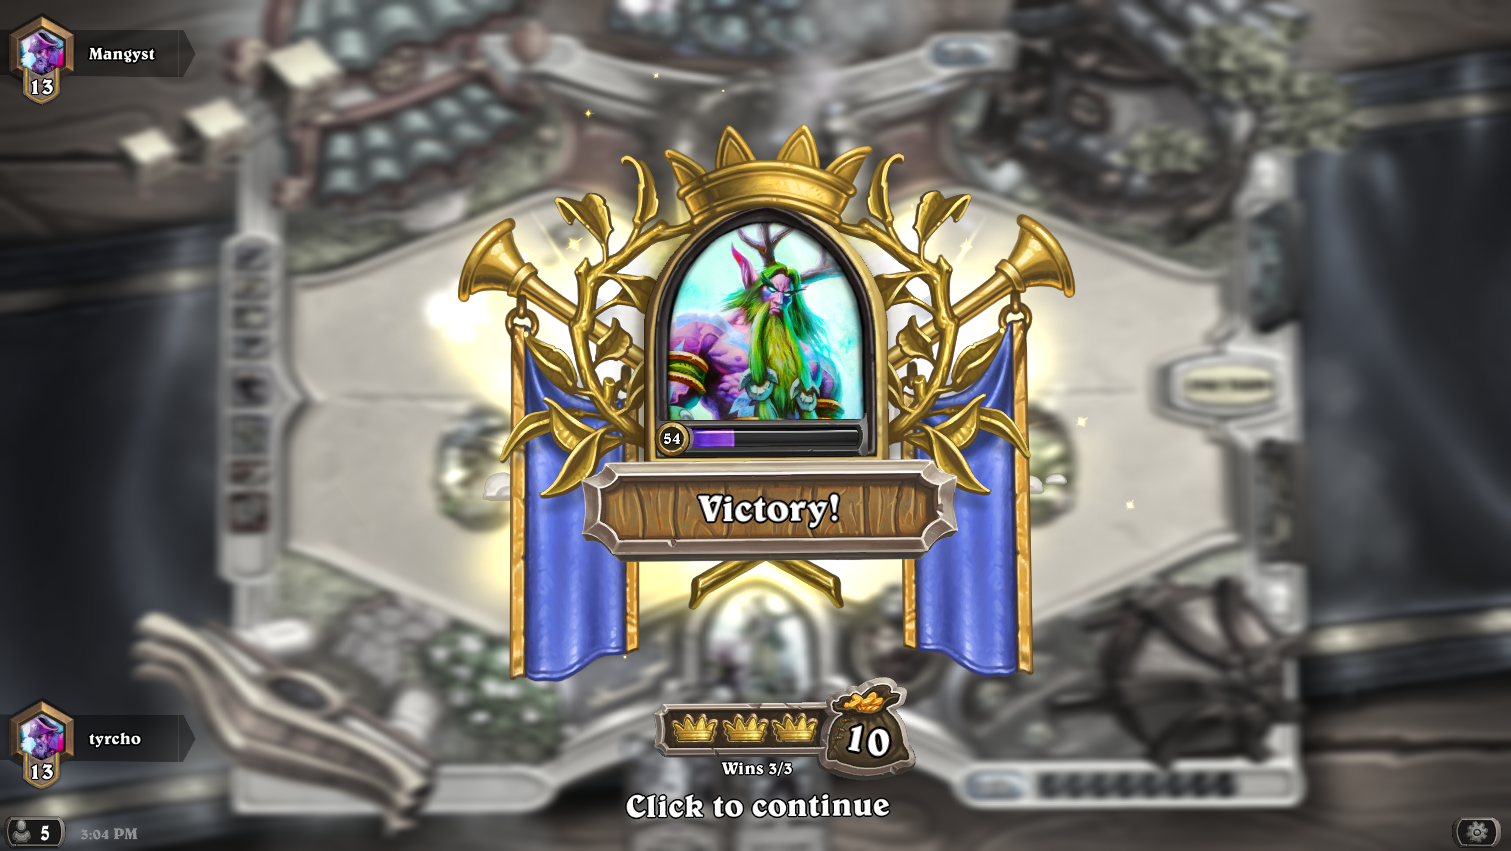 Mangyst
13
54
Victory!
10
Wins 3/3
Click to continue
tyrcho
13
5
3:04 PM